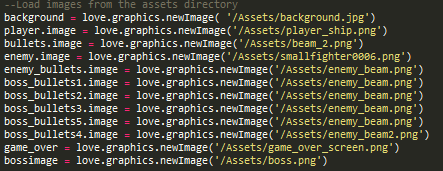 --Load images from the assets directory
background = love.graphics.newImage( '/Assets/background.jpg')
player.image = love.graphics.newImage('/Assets/player_ship.png')
bullets.image = love.graphics.newImage('/Assets/beam_2.png')
enemy.image = love.graphics.newImage('/Assets/smallfighter0006.png')
enemy_bullets.image = love.graphics.newImage('/Assets/enemy_beam.png')
boss_bullets1.image = love.graphics.newImage('/Assets/enemy_beam.png')
boss_bullets2.image = love.graphics.newImage('/Assets/enemy_beam.png')
boss_bullets3.image = love.graphics.newImage('/Assets/enemy_beam.png')
boss_bullets5.image = love.graphics.newImage('/Assets/enemy_beam.png')
boss_bullets4.image = love.graphics.newImage('/Assets/enemy_beam2.png')
game_over = love.graphics.newImage('/Assets/game_over_screen.png')
bossimage = love.graphics.newImage('/Assets/boss.png')